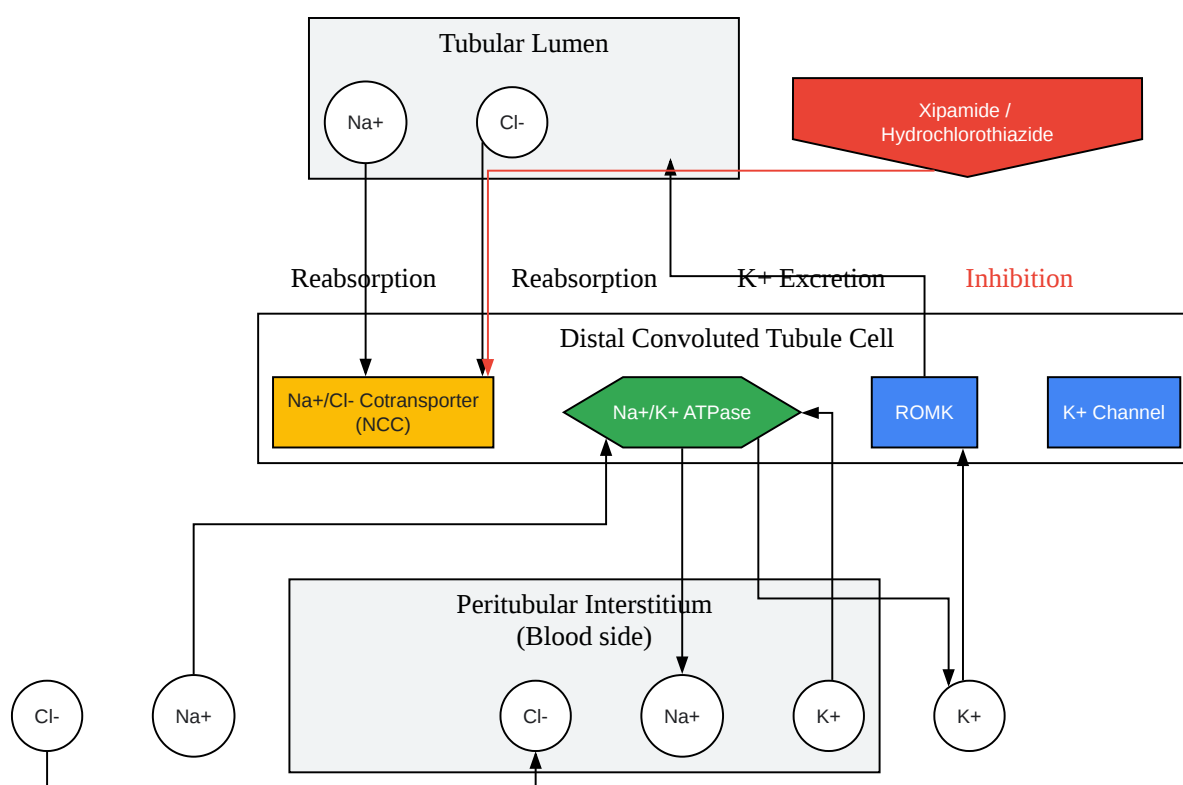 Tubular Lumen
Na+
Cl-
Xipamide /
Hydrochlorothiazide
Reabsorption
Reabsorption
K+ Excretion
Inhibition
Distal Convoluted Tubule Cell
Na+/Cl- Cotransporter
(NCC)
Na+/K+ ATPase
ROMK
K+ Channel
Peritubular Interstitium
(Blood side)
Cl-
Na+
Cl-
Na+
K+
K+